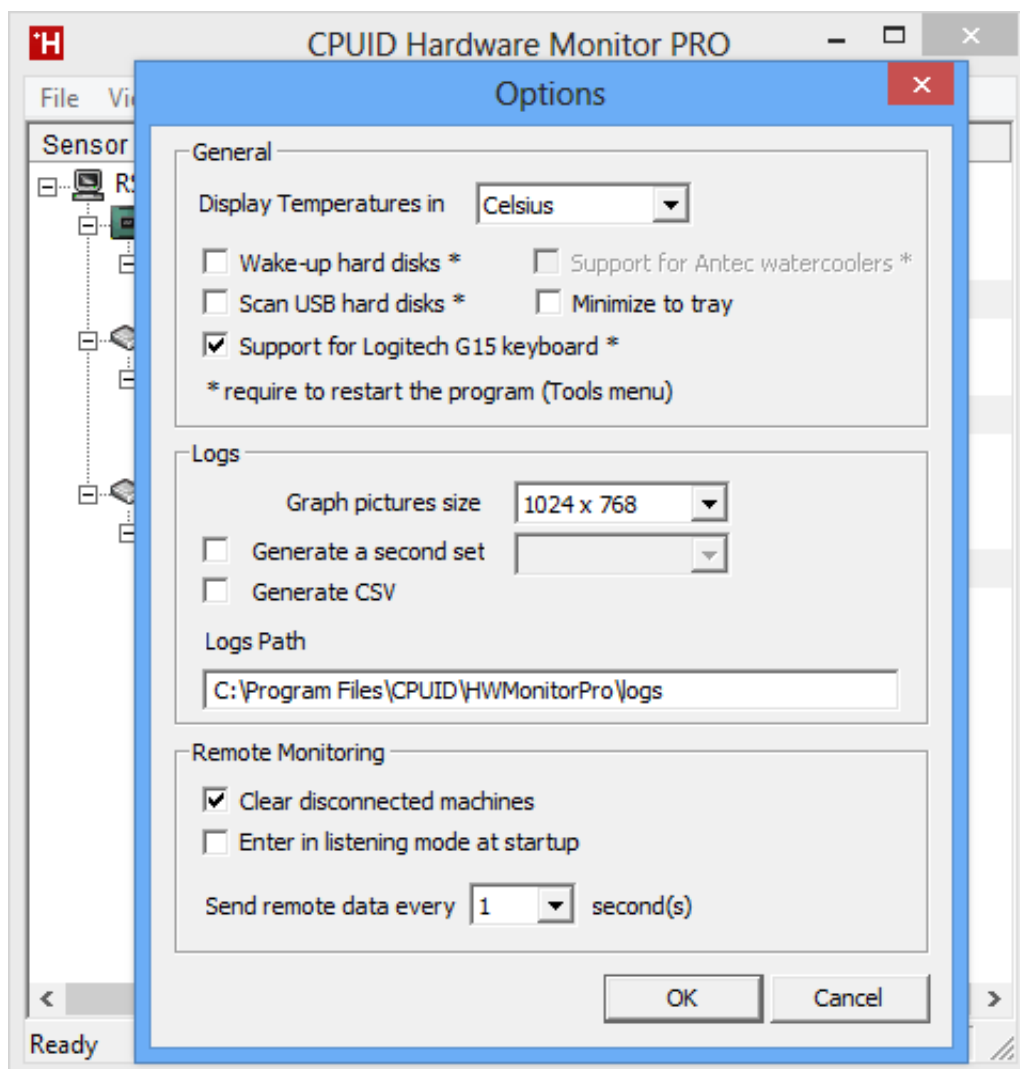 CPUID Hardware Monitor PRO
File
Options
Sensor
General
Display Temperatures in Celsius
Wake-up hard disks * Support for Antec watercoolers *
Scan USB hard disks * Minimize to tray
Support for Logitech G15 keyboard *
* require to restart the program (Tools menu)
Logs
Graph pictures size 1024 x 768
Generate a second set
Generate CSV
Logs Path
C:\Program Files\CPUID\HWMonitorPro\logs
Remote Monitoring
Clear disconnected machines
Enter in listening mode at startup
Send remote data every 1 second(s)
OK Cancel
Ready